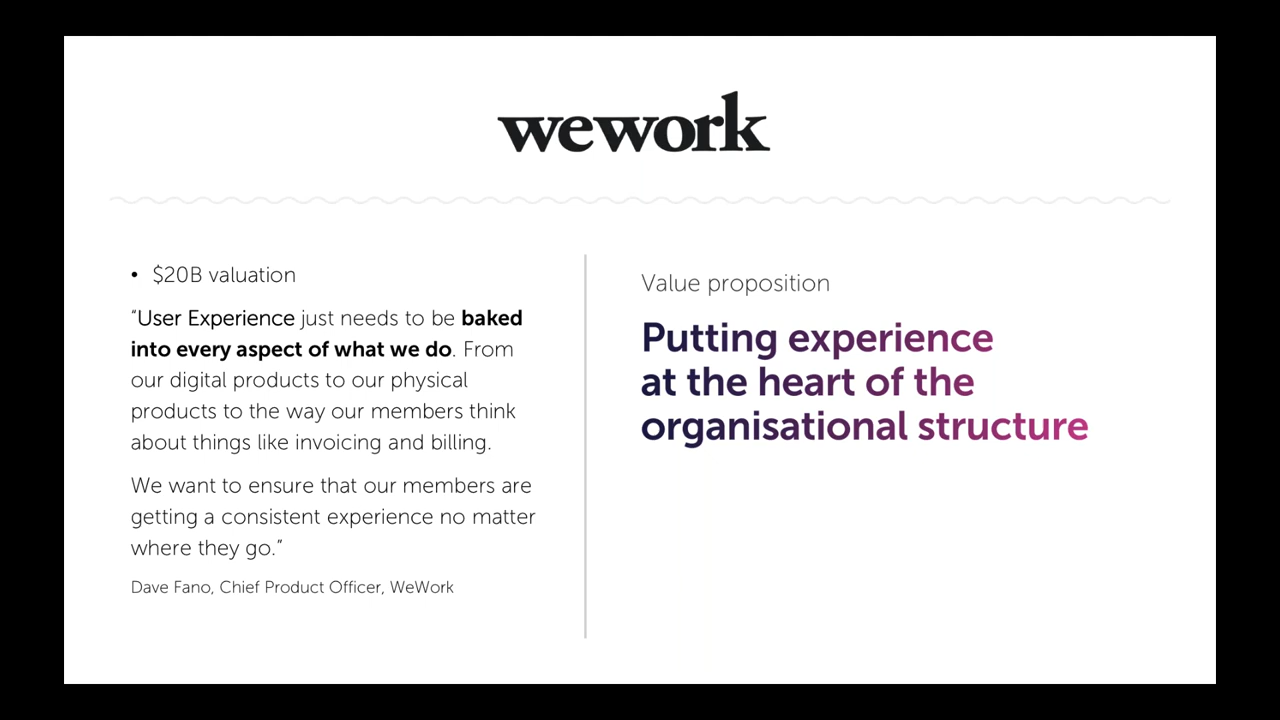 wework
• $20B valuation
“User Experience just needs to be baked
into every aspect of what we do. From
our digital products to our physical
products to the way our members think
about things like invoicing and billing.
We want to ensure that our members are
getting a consistent experience no matter
where they go.”
Dave Fano, Chief Product Officer, WeWork
Value proposition
Putting experience
at the heart of the
organisational structure